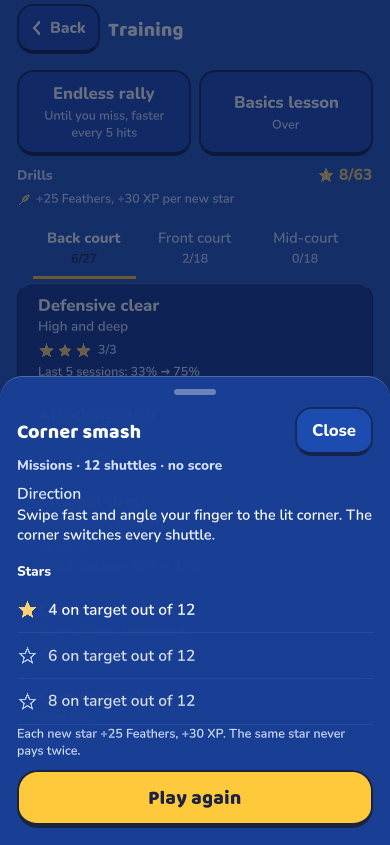 Back
Training
Endless rally
Until you miss, faster
every 5 hits
Basics lesson
Over
Drills
8/63
+25 Feathers, +30 XP per new star
Back court
Front court
Mid-court
6/27
2/18
0/18
Defensive clear
High and deep
3/3
Last 5 sessions: 33% → 75%
Corner smash
Close
Missions · 12 shuttles · no score
Direction
Swipe fast and angle your finger to the lit corner. The
corner switches every shuttle.
Stars
4 on target out of 12
6 on target out of 12
8 on target out of 12
Each new star +25 Feathers, +30 XP. The same star never
pays twice.
Play again